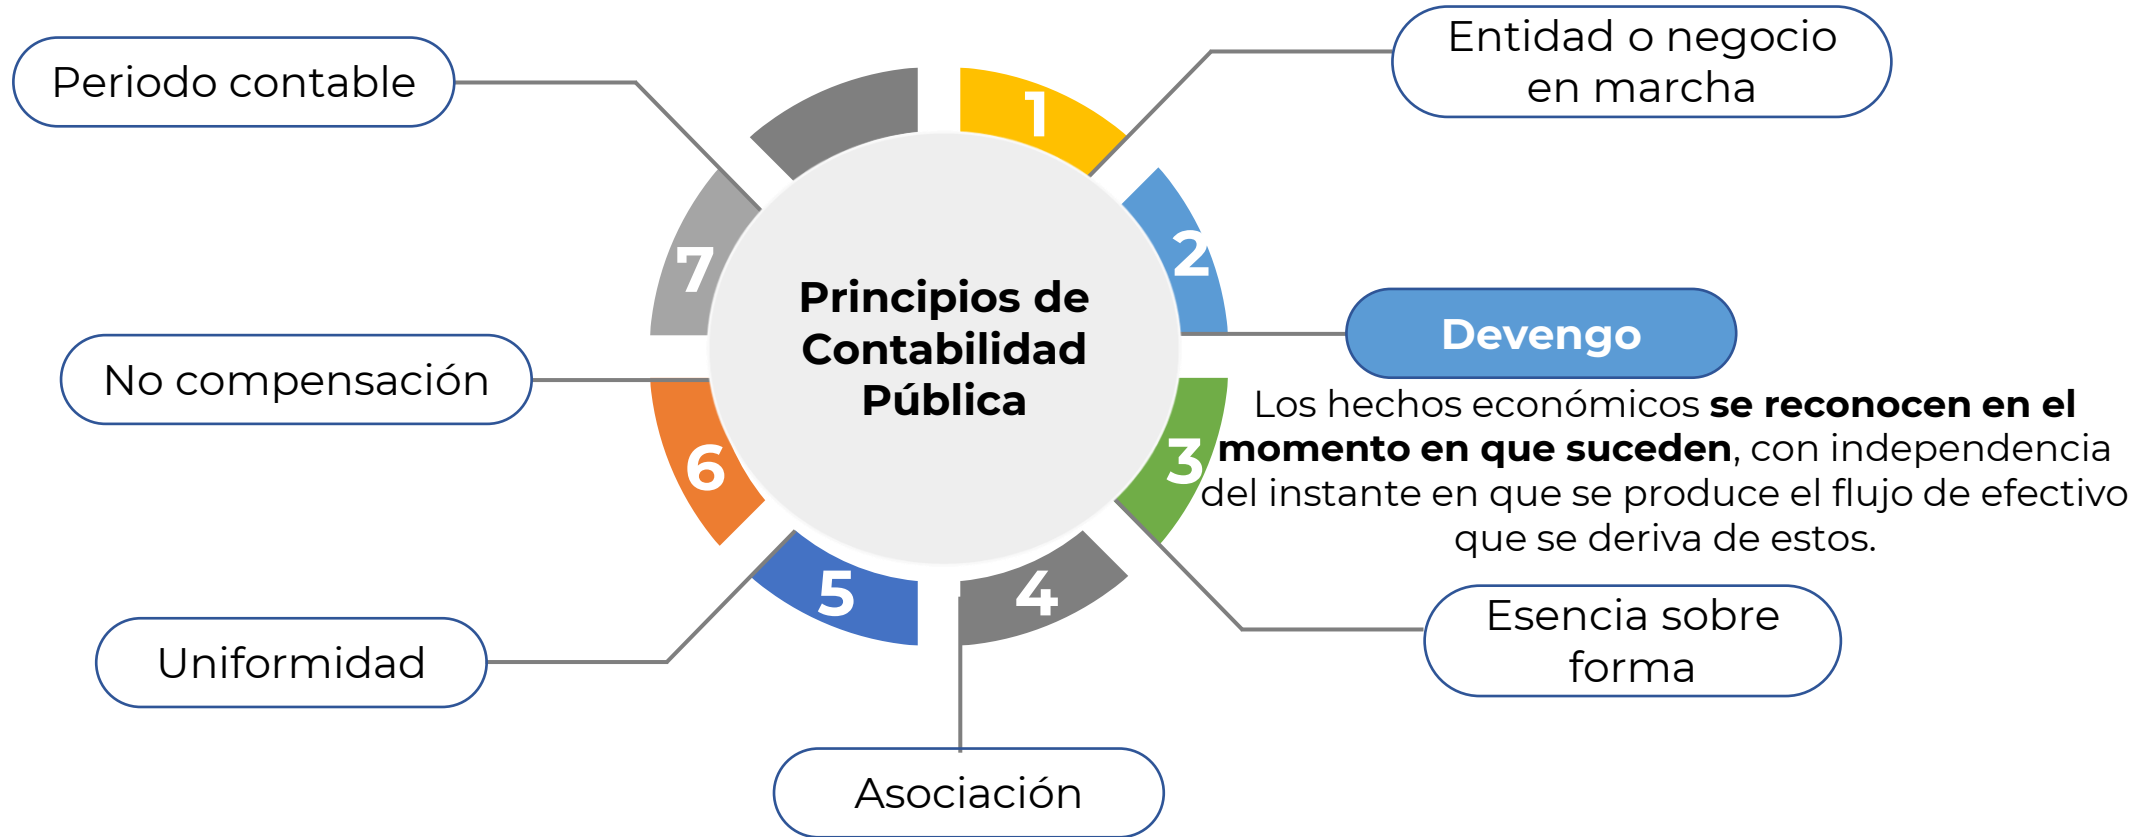 Principios de
Contabilidad
Pública
1
Entidad o negocio
en marcha
2
Devengo
Los hechos económicos se reconocen en el
momento en que suceden, con independencia
del instante en que se produce el flujo de efectivo
que se deriva de estos.
3
Esencia sobre
forma
4
Asociación
5
Uniformidad
6
No compensación
7
Periodo contable